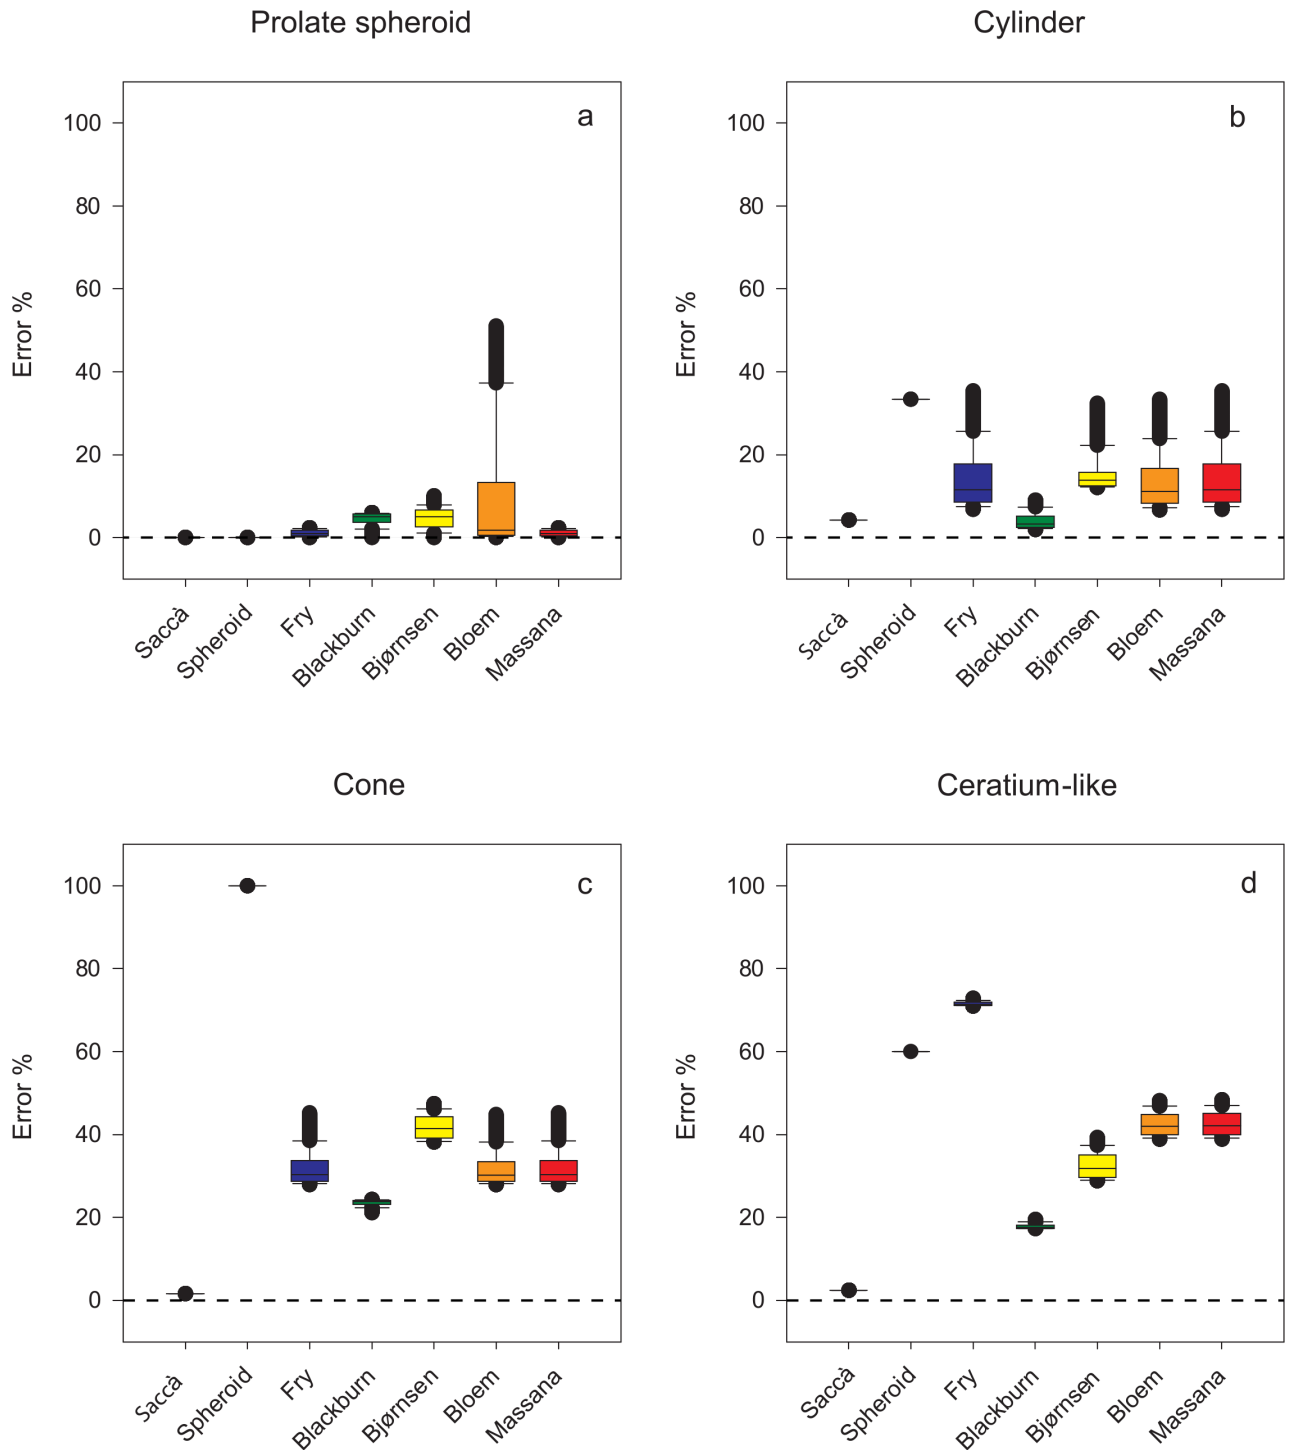 Prolate spheroid
Cylinder
a
100
80
60
40
20
0
Error %
Saccà
Spheroid
Fry
Blackburn
Bjørnsen
Bloem
Massana
b
100
80
60
40
20
0
Error %
Saccà
Spheroid
Fry
Blackburn
Bjørnsen
Bloem
Massana
Cone
Ceratium-like
c
100
80
60
40
20
0
Error %
Saccà
Spheroid
Fry
Blackburn
Bjørnsen
Bloem
Massana
d
100
80
60
40
20
0
Error %
Saccà
Spheroid
Fry
Blackburn
Bjørnsen
Bloem
Massana